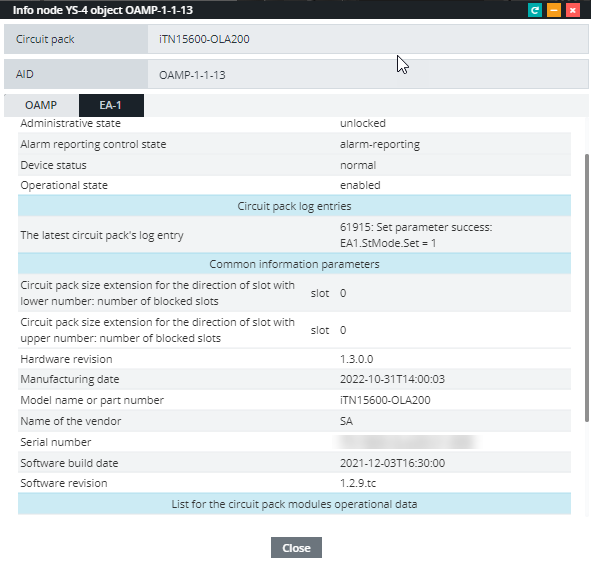 Info node YS-4 object OAMP-1-1-13
Circuit pack iTN15600-OLA200
AID OAMP-1-1-13
OAMP EA-1
Administrative state unlocked
Alarm reporting control state alarm-reporting
Device status normal
Operational state enabled
Circuit pack log entries
The latest circuit pack's log entry 61915: Set parameter success:
EA1.StMode.Set = 1
Common information parameters
Circuit pack size extension for the direction of slot with
lower number: number of blocked slots slot 0
Circuit pack size extension for the direction of slot with
upper number: number of blocked slots slot 0
Hardware revision 1.3.0.0
Manufacturing date 2022-10-31T14:00:03
Model name or part number iTN15600-OLA200
Name of the vendor SA
Serial number
Software build date 2021-12-03T16:30:00
Software revision 1.2.9.tc
List for the circuit pack modules operational data
Close